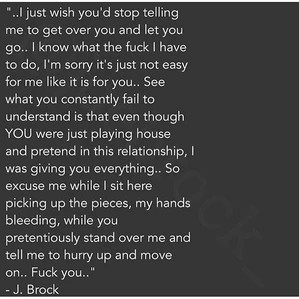 "..I just wish you'd stop telling
me to get over you and let you
go.. I know what the fuck I have
to do, I'm sorry it's just not easy
for me like it is for you.. See
what you constantly fail to
understand is that even though
YOU were just playing house
and pretend in this relationship, I
was giving you everything.. So
excuse me while I sit here
picking up the pieces, my hands
bleeding, while you
pretentiously stand over me and
tell me to hurry up and move
on.. Fuck you.."
- J. Brock